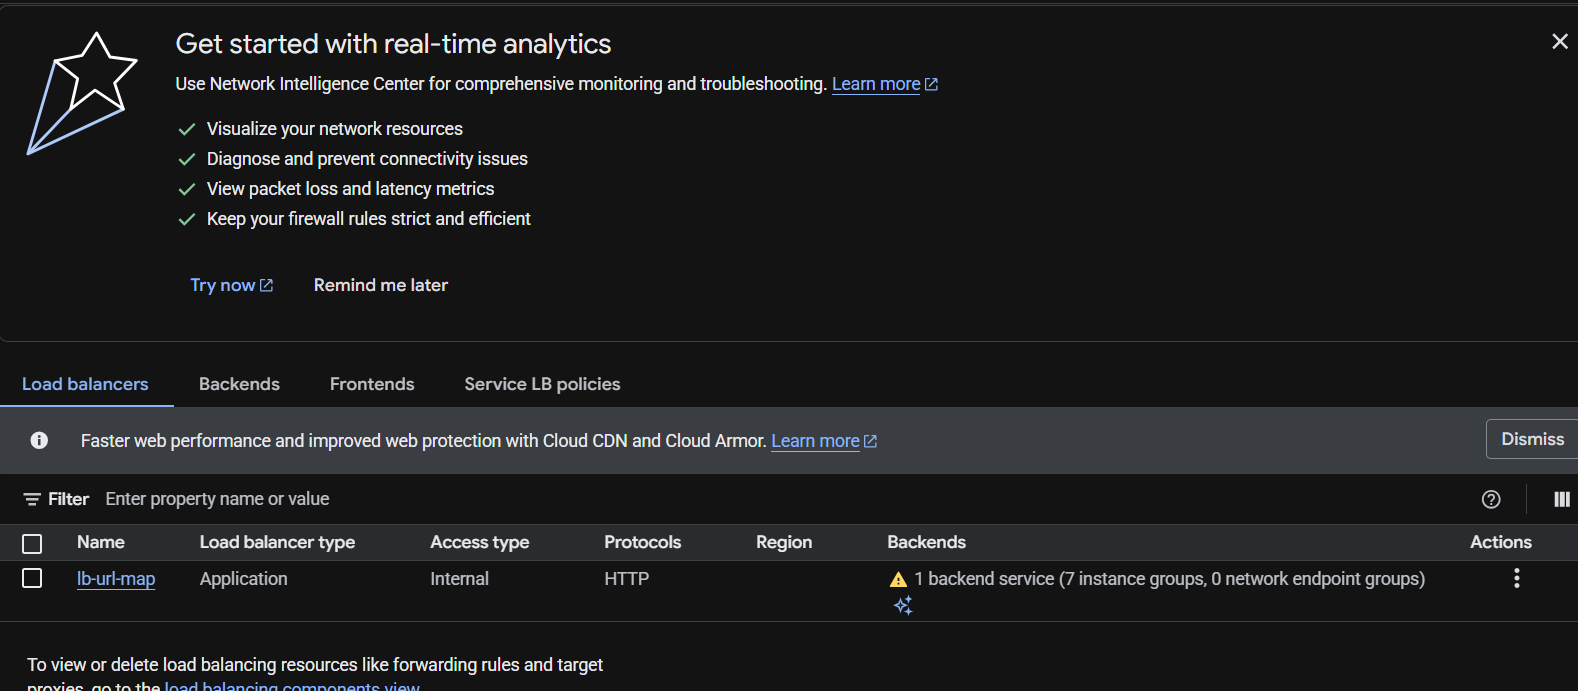 Get started with real-time analytics
Use Network Intelligence Center for comprehensive monitoring and troubleshooting. Learn more
Visualize your network resources
Diagnose and prevent connectivity issues
View packet loss and latency metrics
Keep your firewall rules strict and efficient
Try now Remind me later
Load balancers Backends Frontends Service LB policies
Faster web performance and improved web protection with Cloud CDN and Cloud Armor. Learn more Dismiss
Filter Enter property name or value
Name Load balancer type Access type Protocols Region Backends Actions
lb-url-map Application Internal HTTP 1 backend service (7 instance groups, 0 network endpoint groups)
To view or delete load balancing resources like forwarding rules and target
proxies, go to the load balancing components view